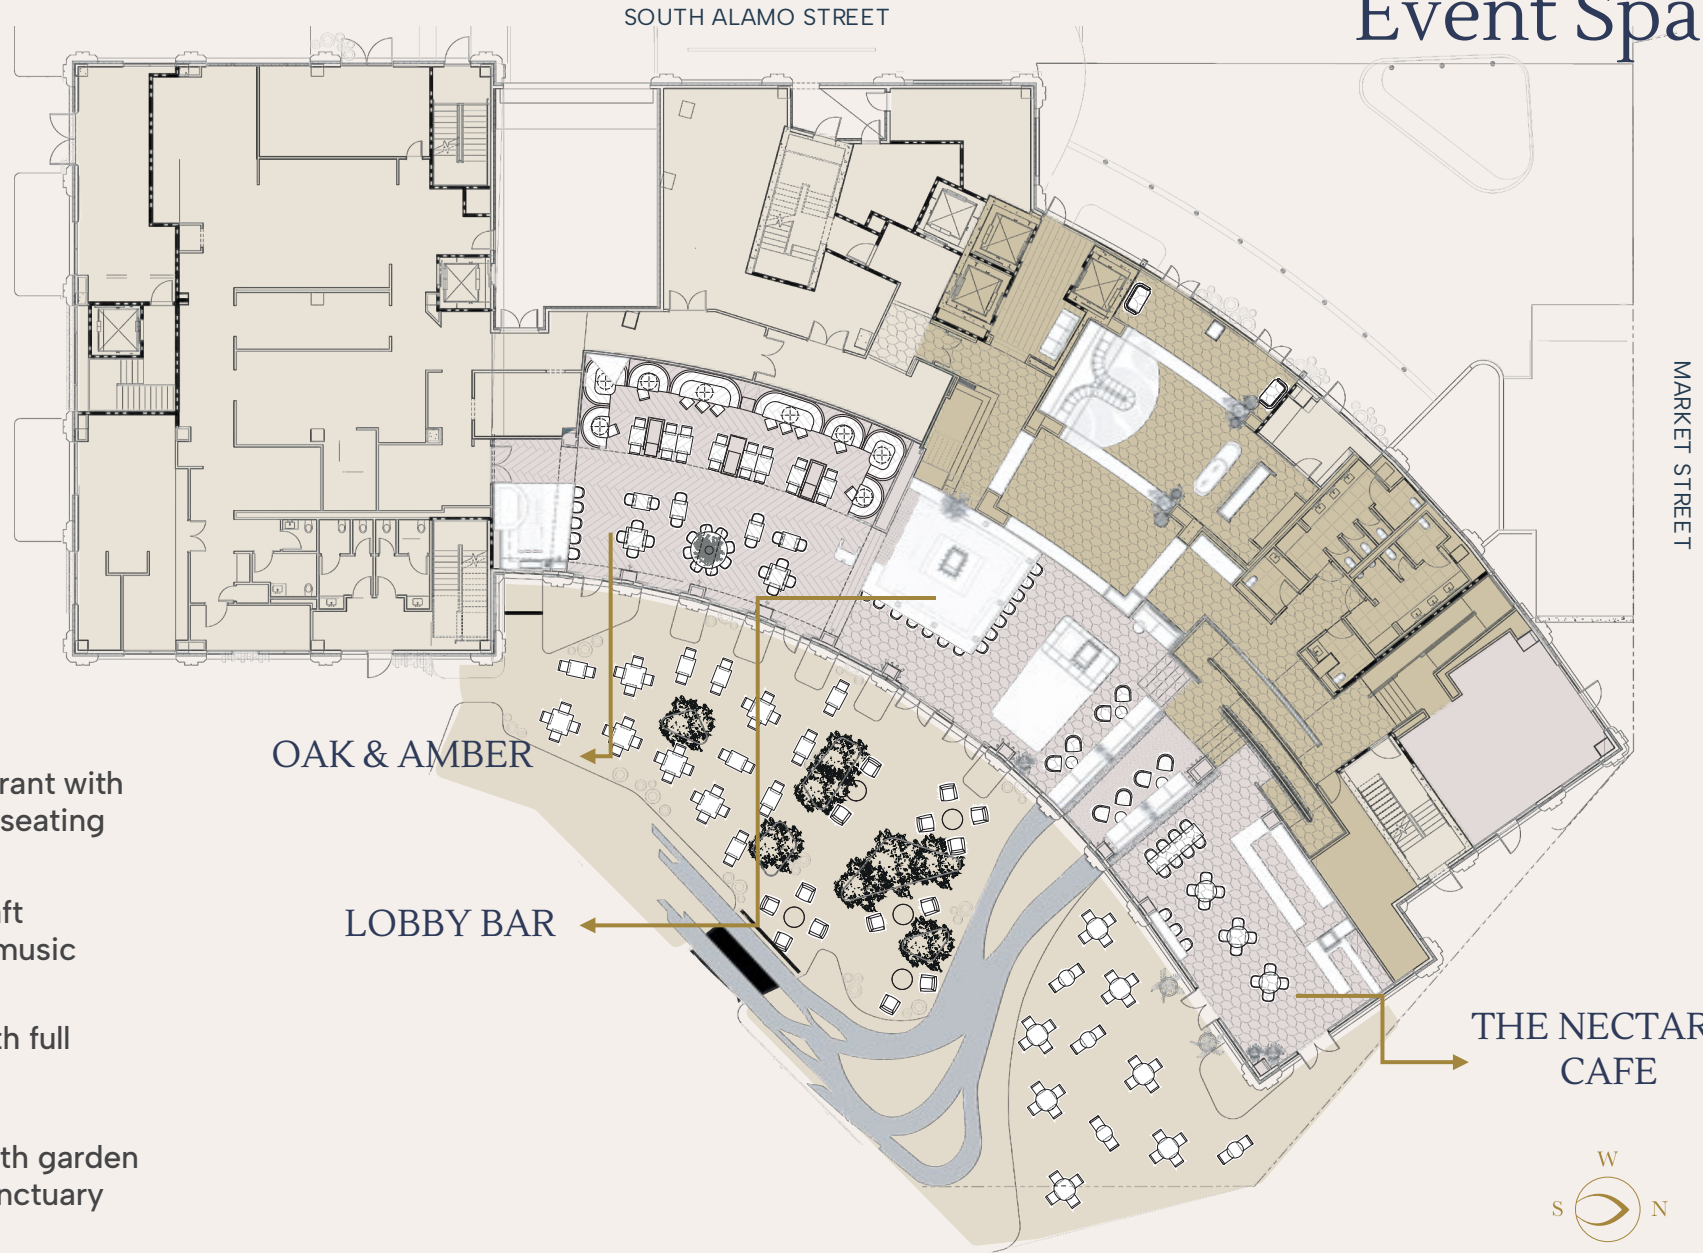 SOUTH ALAMO STREET
Event Spa
MARKET STREET
OAK & AMBER
rant with
seating
LOBBY BAR
aft
music
th full
THE NECTAR
CAFE
th garden
nctuary
W
S
N